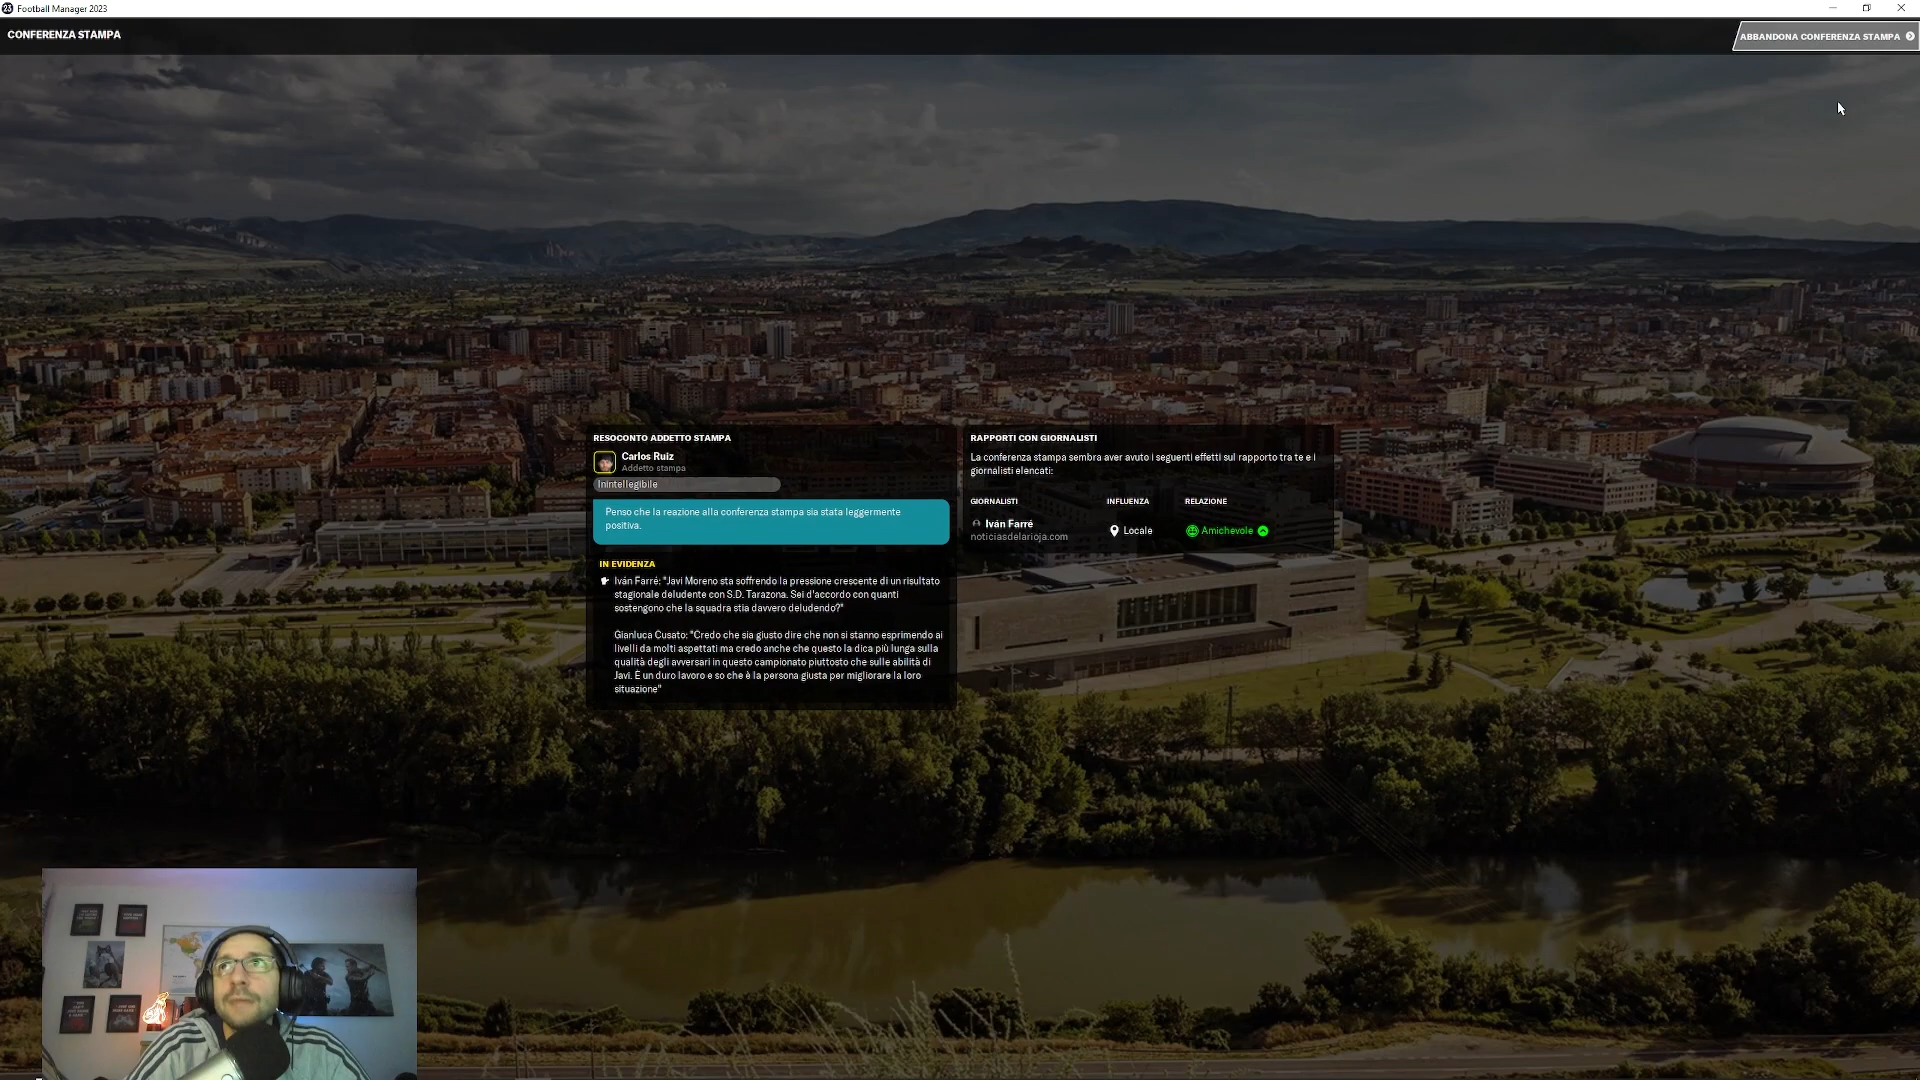 Football Manager 2023
CONFERENZA STAMPA
ABBANDONA CONFERENZA STAMPA
RESOCONTO ADDETTO STAMPA
Carlos Ruiz
Addetto stampa
Inintellegibile
Penso che la reazione alla conferenza stampa sia stata leggermente
positiva.
IN EVIDENZA
Iván Farré: "Javi Moreno sta soffrendo la pressione crescente di un risultato
stagionale deludente con S.D. Tarazona. Sei d'accordo con quanti
sostengono che la squadra stia davvero deludendo?"
Gianluca Cusato: "Credo che sia giusto dire che non si stanno esprimendo ai
livelli da molti aspettati ma credo anche che questo la dica più lunga sulla
qualità degli avversari in questo campionato piuttosto che sulle abilità di
Javi. È un duro lavoro e so che è la persona giusta per migliorare la loro
situazione"
RAPPORTI CON GIORNALISTI
La conferenza stampa sembra aver avuto i seguenti effetti sul rapporto tra te e i
giornalisti elencati:
GIORNALISTI INFLUENZA RELAZIONE
Iván Farré Locale Amichevole
noticiasdelarioja.com